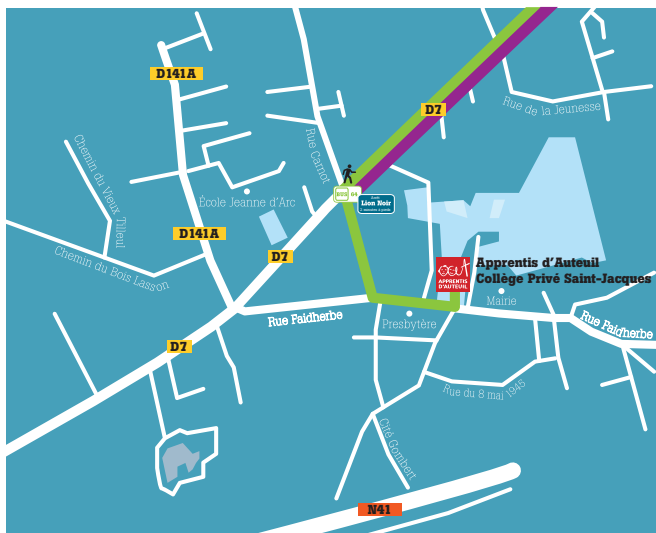 D141A
D7
Rue de la Jeunesse
Rue Carnot
Chemin du Vieux Tilleul
École Jeanne d'Arc
BUS 64
Lion Noir
D141A
D7
Chemin du Bois Lasson
APPRENTIS
D'AUTEUIL
Apprentis d'Auteuil
Collège Privé Saint-Jacques
Mairie
Rue Faidherbe
Presbytère
Rue Faidherbe
D7
Rue du 8 mai 1945
Cité Gombert
N41